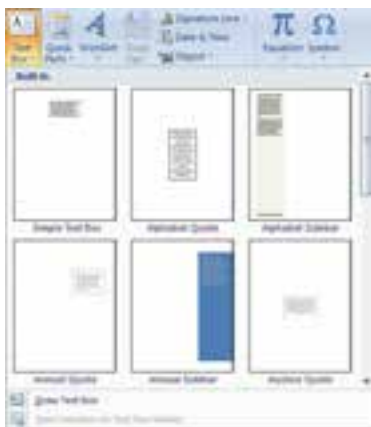 Text Box
Quick Parts
WordArt
Drop Cap
Signature Line
Date & Time
Object
Equation
Symbol
Built-In
Simple Text Box
Alphabet Quote
Alphabet Sidebar
Annual Quote
Annual Sidebar
Austere Quote
Draw Text Box